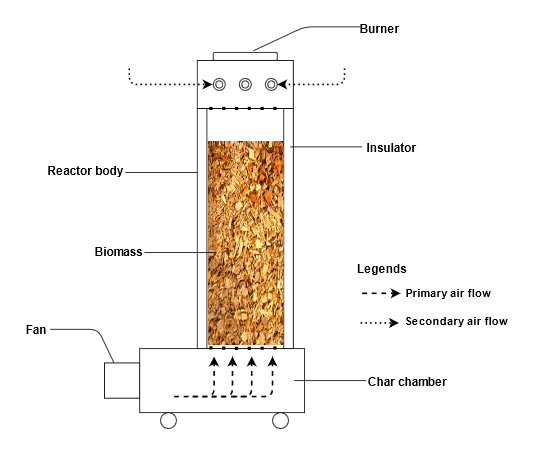 Burner
Insulator
Reactor body
Biomass
Legends
Primary air flow
Secondary air flow
Fan
Char chamber